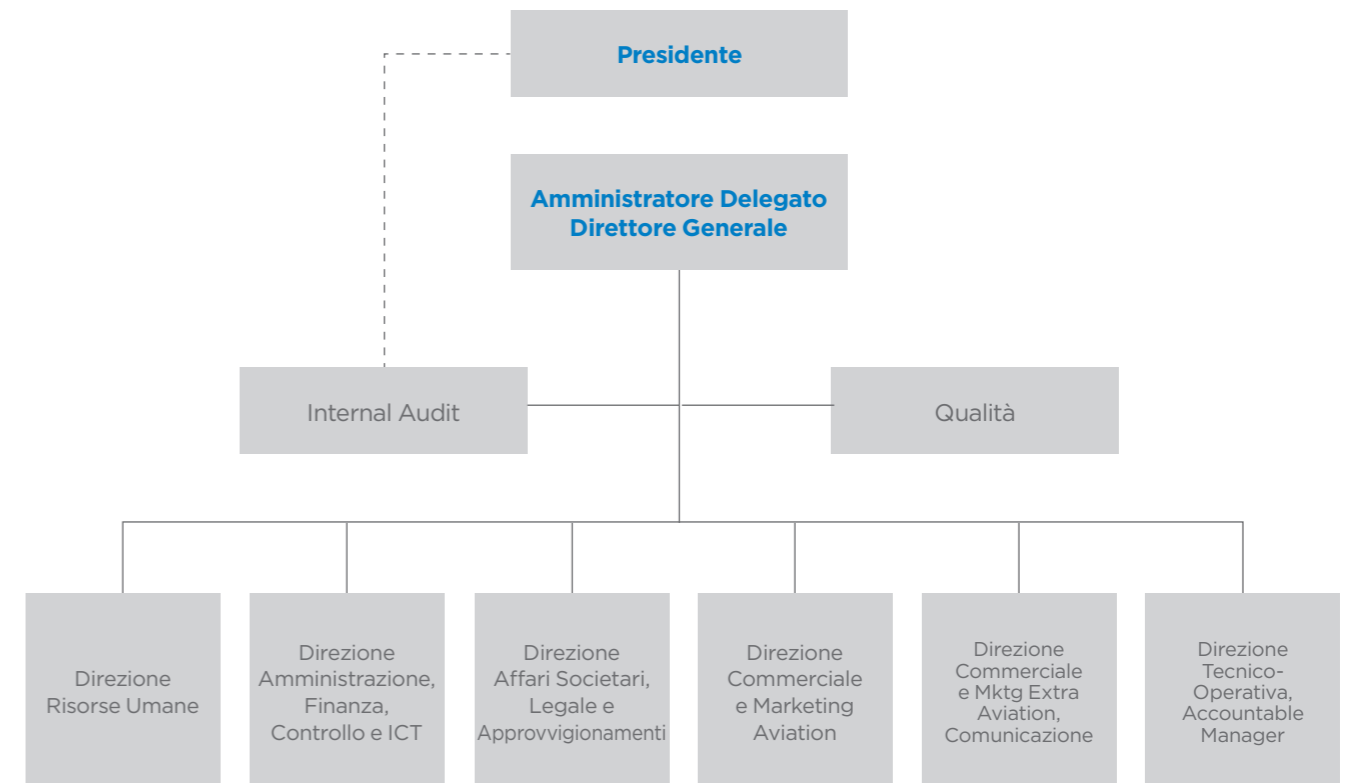 Presidente
Amministratore Delegato
Direttore Generale
Internal Audit
Qualità
Direzione
Risorse Umane
Direzione
Amministrazione,
Finanza,
Controllo e ICT
Direzione
Affari Societari,
Legale e
Approvvigionamenti
Direzione
Commerciale
e Marketing
Aviation
Direzione
Commerciale
e Mktg Extra
Aviation,
Comunicazione
Direzione
Tecnico-
Operativa,
Accountable
Manager